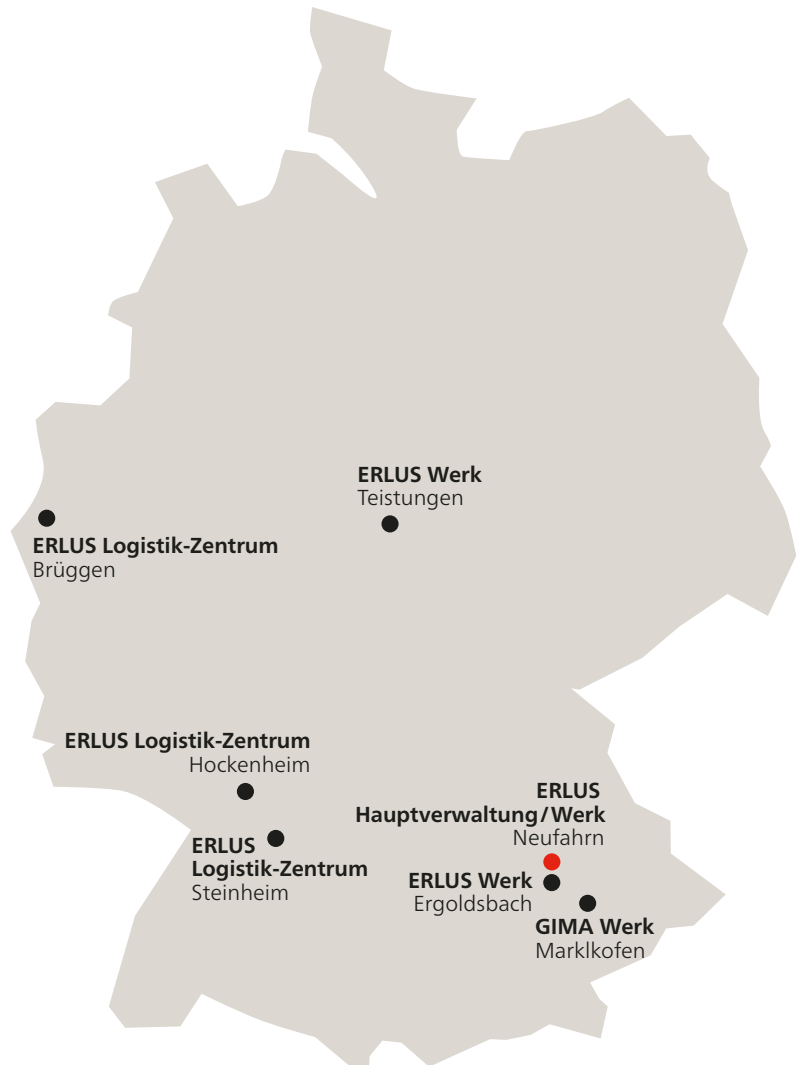 ERLUS Werk
Teistungen
ERLUS Logistik-Zentrum
Brüggen
ERLUS Logistik-Zentrum
Hockenheim
ERLUS
Logistik-Zentrum
Steinheim
ERLUS
Hauptverwaltung/Werk
Neufahrn
ERLUS Werk
Ergoldsbach
GIMA Werk
Marklkofen